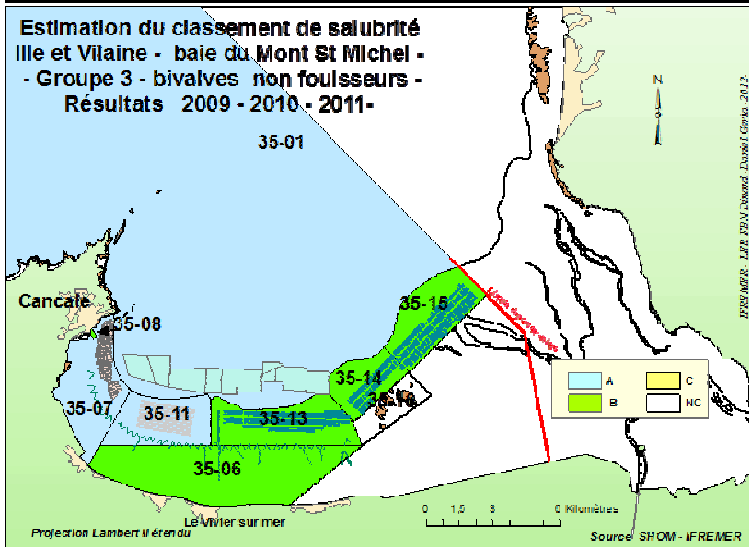 Estimation du classement de salubrité
Ille et Vilaine - baie du Mont St Michel -
- Groupe 3 - bivalves non fouisseurs -
Résultats 2009 - 2010 - 2011-
35-01
N
Cancale
35-08
35-15
35-14
35-07
35-11
35-13
35-06
A
C
B
NC
Le Vivier sur mer
0 1,5 3 6 Kilomètres
Projection Lambert II étendu
Source SHOM - IFREMER